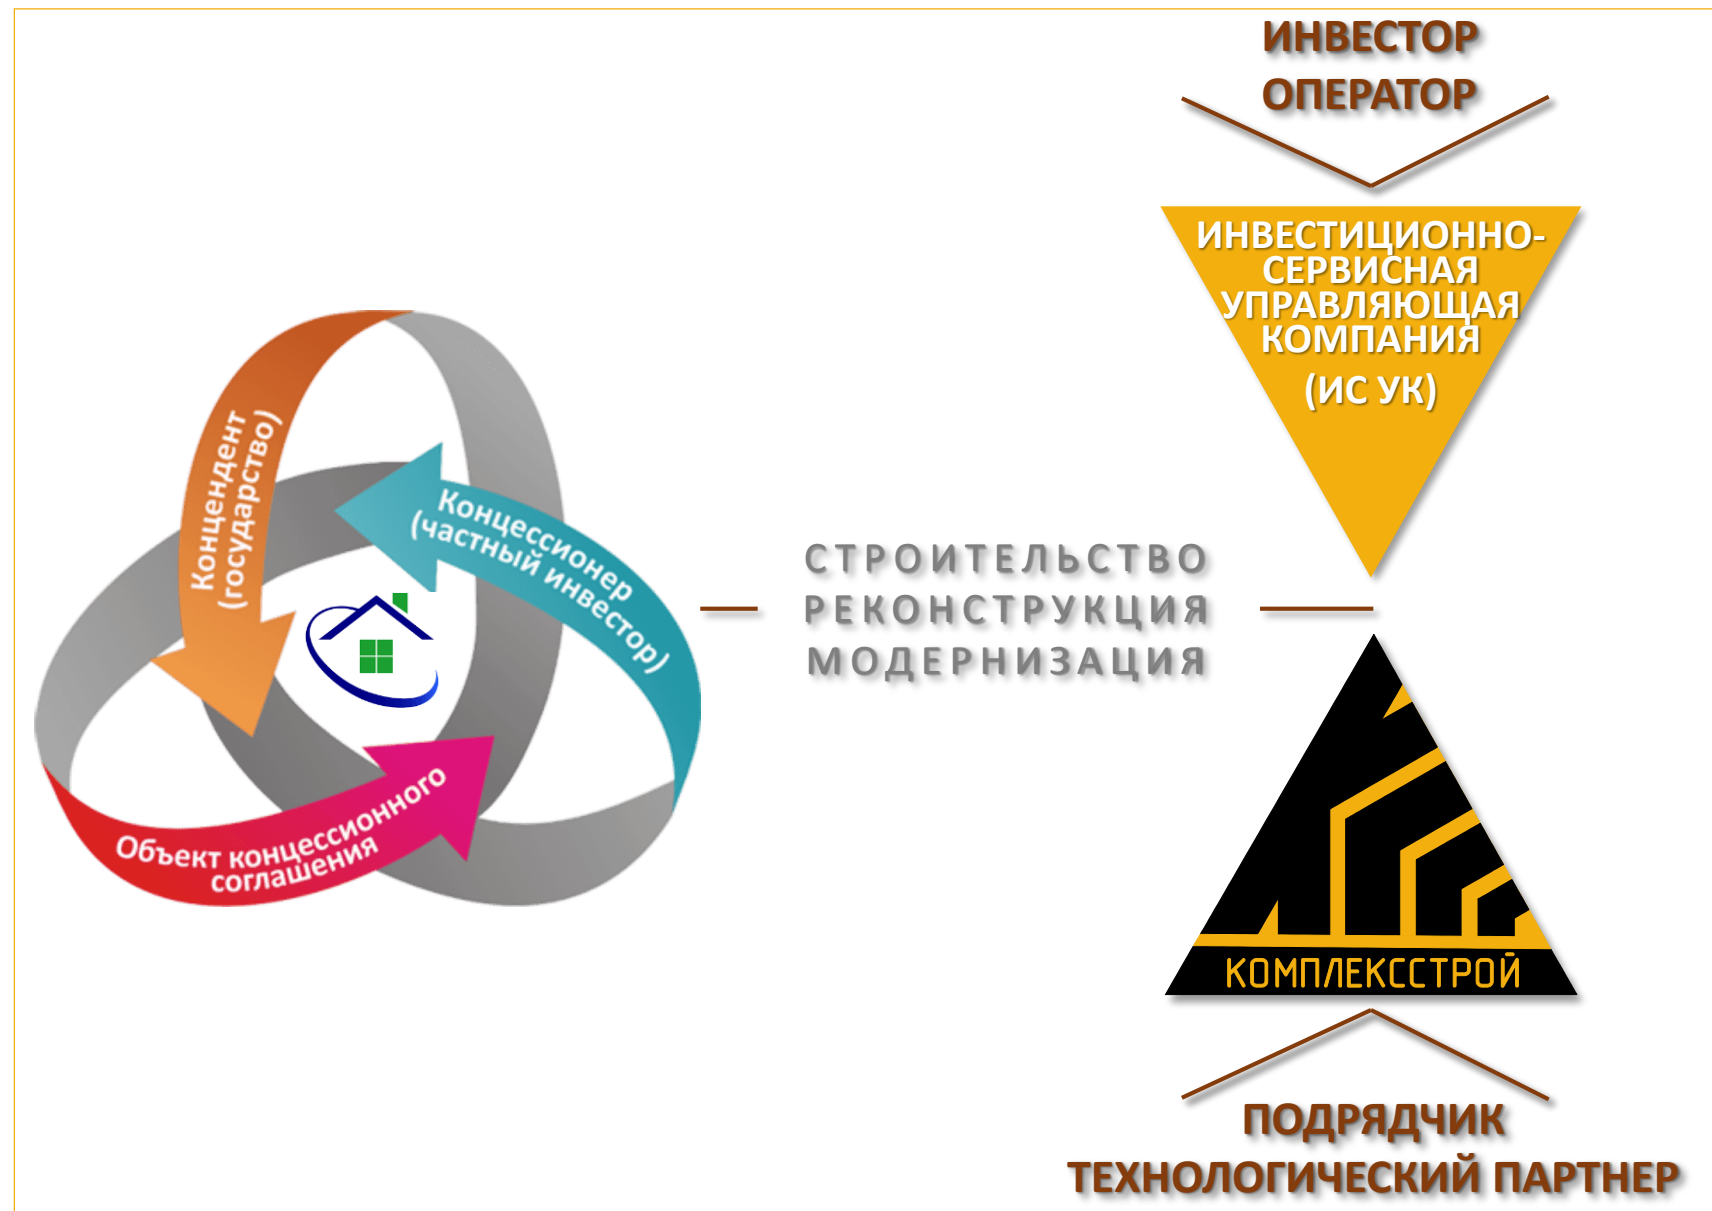 ИНВЕСТОР
ОПЕРАТОР
ИНВЕСТИЦИОННО-
СЕРВИСНАЯ
УПРАВЛЯЮЩАЯ
КОМПАНИЯ
(ИС УК)
Концендент
(государство)
Концессионер
(частный инвестор)
Объект концессионного
соглашения
СТРОИТЕЛЬСТВО
РЕКОНСТРУКЦИЯ
МОДЕРНИЗАЦИЯ
КОМПЛЕКССТРОЙ
ПОДРЯДЧИК
ТЕХНОЛОГИЧЕСКИЙ ПАРТНЕР